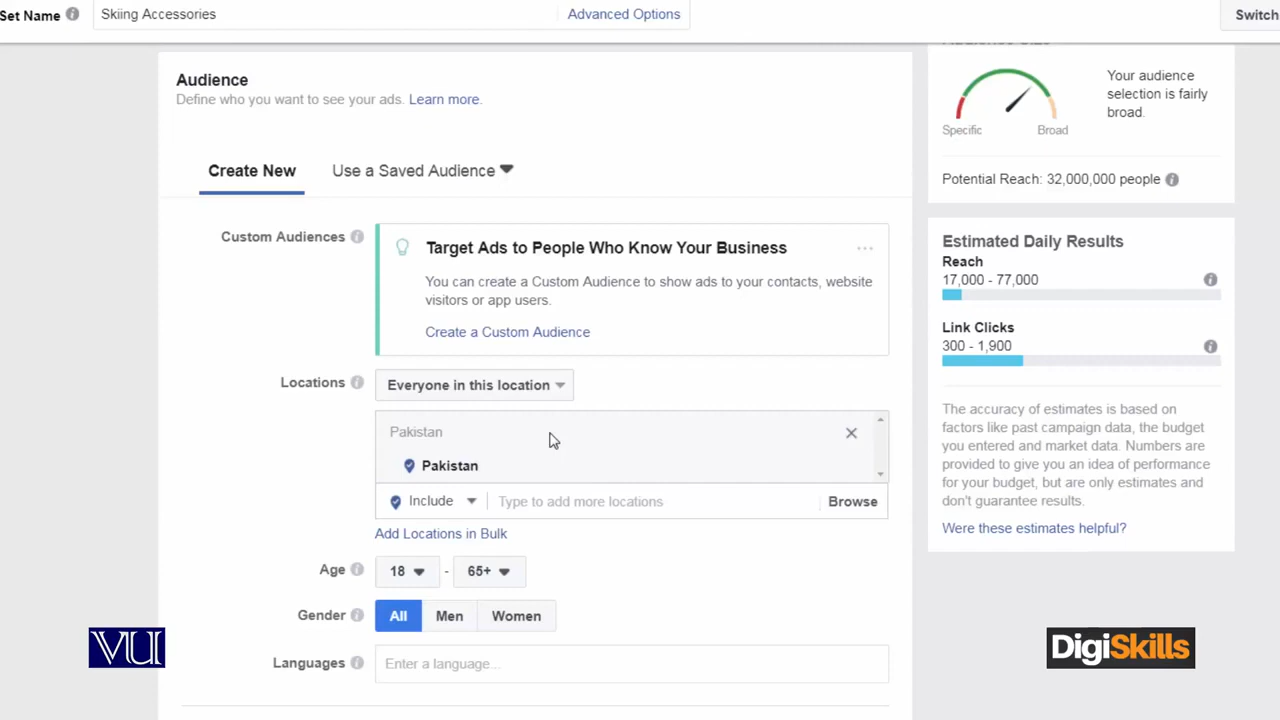 Set Name
Skiing Accessories
Advanced Options
Switch
Audience
Define who you want to see your ads. Learn more.
Create New
Use a Saved Audience
Custom Audiences
Target Ads to People Who Know Your Business
You can create a Custom Audience to show ads to your contacts, website
visitors or app users.
Create a Custom Audience
Locations
Everyone in this location
Pakistan
Pakistan
Include
Type to add more locations
Browse
Add Locations in Bulk
Age
18 - 65+
Gender
All
Men
Women
Languages
Enter a language...
Audience Size
Your audience
selection is fairly
broad.
Specific
Broad
Potential Reach: 32,000,000 people
Estimated Daily Results
Reach
17,000 - 77,000
Link Clicks
300 - 1,900
The accuracy of estimates is based on
factors like past campaign data, the budget
you entered and market data. Numbers are
provided to give you an idea of performance
for your budget, but are only estimates and
don't guarantee results.
Were these estimates helpful?
VU
DigiSkills